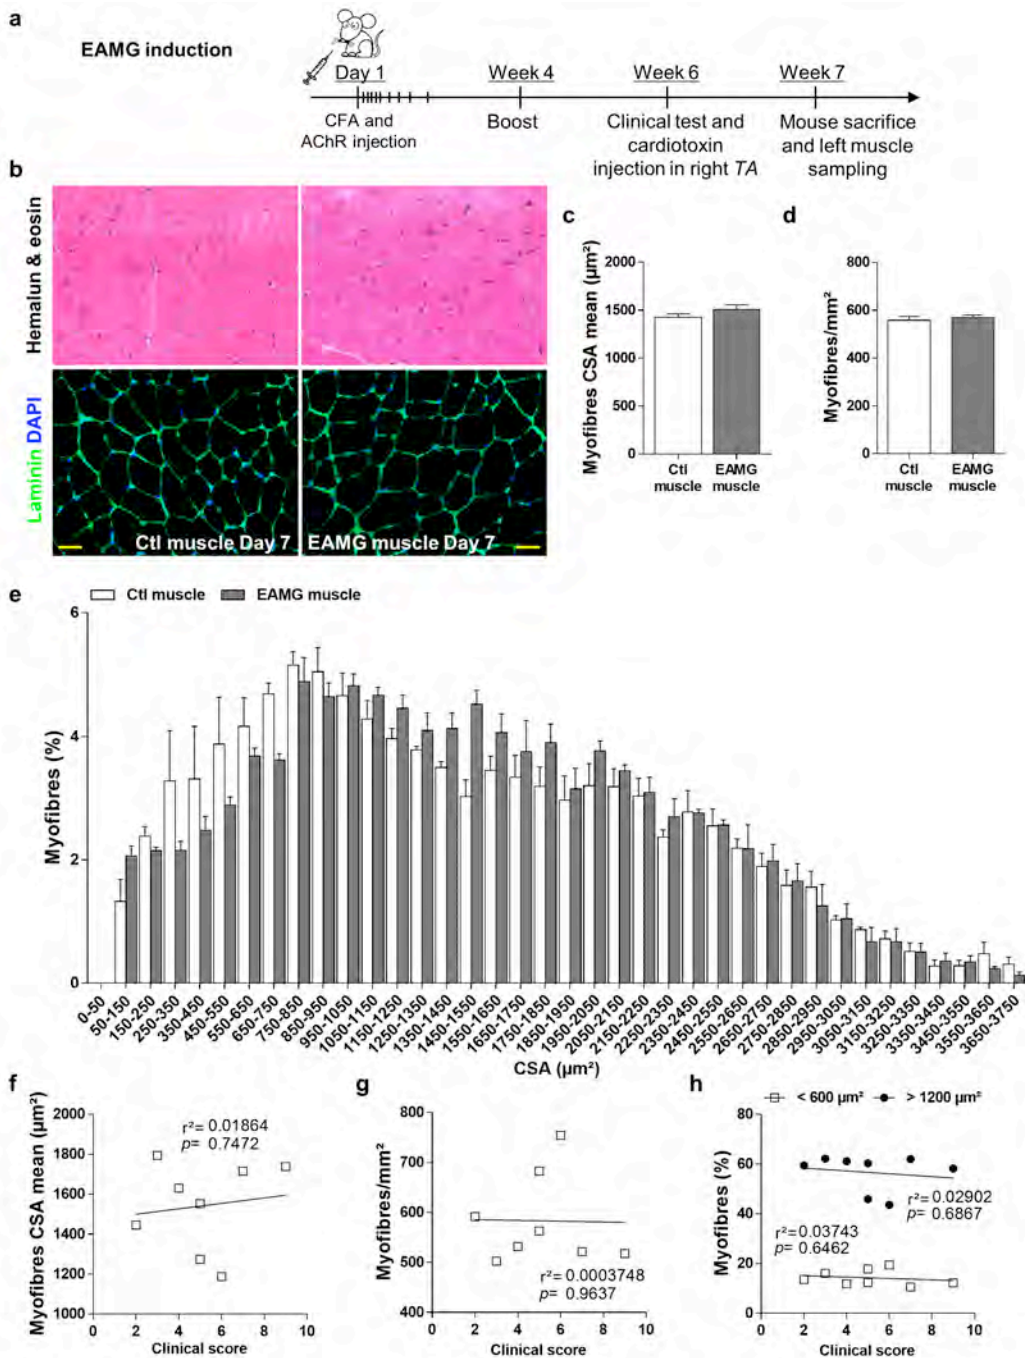 a
EAMG induction
Day 1
Week 4
Week 6
Week 7
CFA and
AChR injection
Boost
Clinical test and
cardiotoxin
injection in right TA
Mouse sacrifice
and left muscle
sampling
b
Hemalun & eosin
Laminin DAPI
Ctl muscle Day 7
EAMG muscle Day 7
c
Myofibres CSA mean (µm²)
2000
1500
1000
500
0
Ctl
muscle
EAMG
muscle
d
Myofibres/mm²
800
600
400
200
0
Ctl
muscle
EAMG
muscle
e
Ctl muscle
EAMG muscle
Myofibres (%)
6
4
2
0
0-50
50-150
150-250
250-350
350-450
450-550
550-650
650-750
750-850
850-950
950-1050
1050-1150
1150-1250
1250-1350
1350-1450
1450-1550
1550-1650
1650-1750
1750-1850
1850-1950
1950-2050
2050-2150
2150-2250
2250-2350
2350-2450
2450-2550
2550-2650
2650-2750
2750-2850
2850-2950
2950-3050
3050-3150
3150-3250
3250-3350
3350-3450
3450-3550
3550-3650
3650-3750
CSA (µm²)
f
Myofibres CSA mean (µm²)
2000
1800
1600
1400
1200
1000
r²= 0.01864
p= 0.7472
0 2 4 6 8 10
Clinical score
g
Myofibres/mm²
800
700
600
500
400
r²= 0.0003748
p= 0.9637
0 2 4 6 8 10
Clinical score
h
< 600 µm²
> 1200 µm²
Myofibres (%)
80
60
40
20
0
r²= 0.02902
p= 0.6867
r²= 0.03743
p= 0.6462
0 2 4 6 8 10
Clinical score